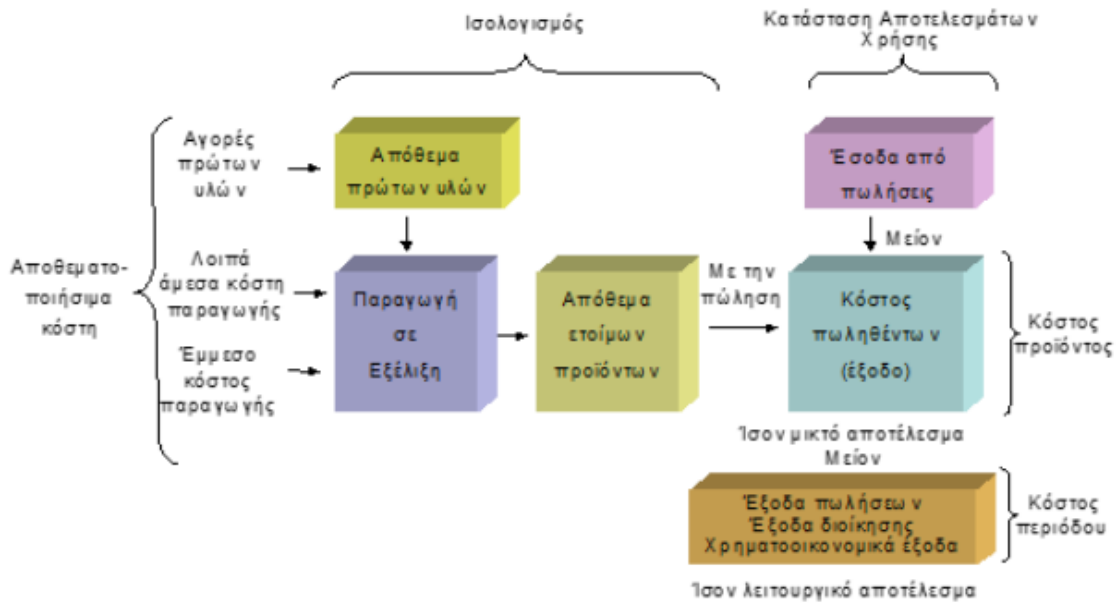 Ισολογισμός
Κατάσταση Αποτελεσμάτων
Χρήσης
Αγορές
πρώτων
υλών
Απόθεμα
πρώτων υλών
Έσοδα από
πωλήσεις
Μείον
Αποθεματο-
ποιήσιμα
κόστη
Λοιπά
άμεσα κόστη
παραγωγής
Έμμεσο
κόστος
παραγωγής
Παραγωγή
σε
Εξέλιξη
Απόθεμα
ετοίμων
προϊόντων
Με την
πώληση
Κόστος
πωληθέντων
(έξοδο)
Κόστος
προϊόντος
Ίσον μικτό αποτέλεσμα
Μείον
Έξοδα πωλήσεων
Έξοδα διοίκησης
Χρηματοοικονομικά έξοδα
Κόστος
περιόδου
Ίσον λειτουργικό αποτέλεσμα